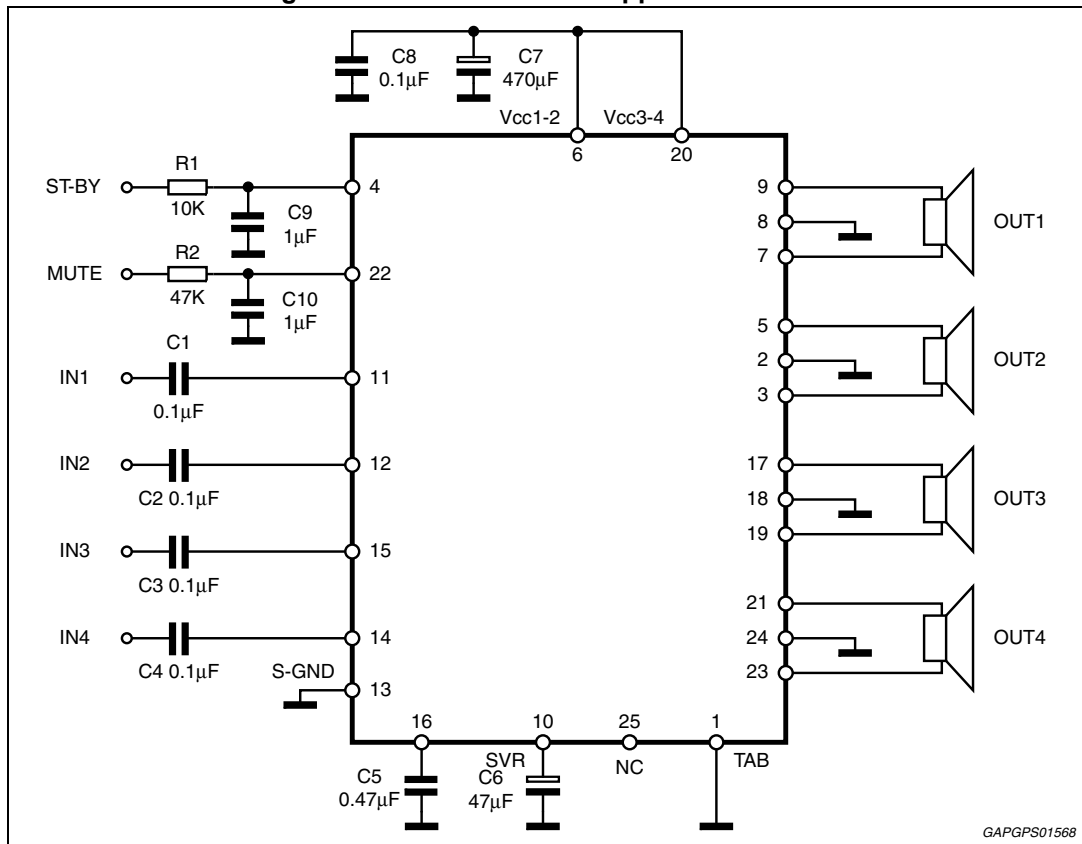 C8
0.1µF
C7
470µF
Vcc1-2
Vcc3-4
6
20
ST-BY
R1
10K
4
C9
1µF
MUTE
R2
47K
22
C10
1µF
IN1
C1
0.1µF
11
IN2
C2 0.1µF
12
IN3
C3 0.1µF
15
IN4
C4 0.1µF
14
S-GND
13
9
8
7
OUT1
5
2
3
OUT2
17
18
19
OUT3
21
24
23
OUT4
16
10
25
1
SVR
NC
TAB
C5
0.47µF
C6
47µF
GAPGPS01568